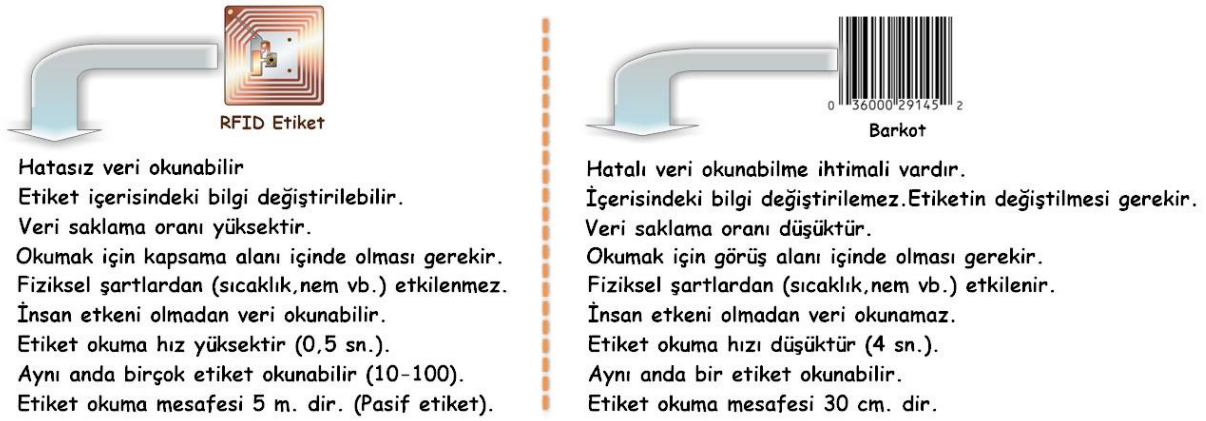 RFID Etiket
Hatasız veri okunabilir
Etiket içerisindeki bilgi değiştirilebilir.
Veri saklama oranı yüksektir.
Okumak için kapsama alanı içinde olması gerekir.
Fiziksel şartlardan (sıcaklık,nem vb.) etkilenmez.
İnsan etkeni olmadan veri okunabilir.
Etiket okuma hız yüksektir (0,5 sn.).
Aynı anda birçok etiket okunabilir (10-100).
Etiket okuma mesafesi 5 m. dir. (Pasif etiket).
0 36000 29145 2
Barkot
Hatalı veri okunabilme ihtimali vardır.
İçerisindeki bilgi değiştirilemez.Etiketin değiştilmesi gerekir.
Veri saklama oranı düşüktür.
Okumak için görüş alanı içinde olması gerekir.
Fiziksel şartlardan (sıcaklık,nem vb.) etkilenir.
İnsan etkeni olmadan veri okunamaz.
Etiket okuma hızı düşüktür (4 sn.).
Aynı anda bir etiket okunabilir.
Etiket okuma mesafesi 30 cm. dir.